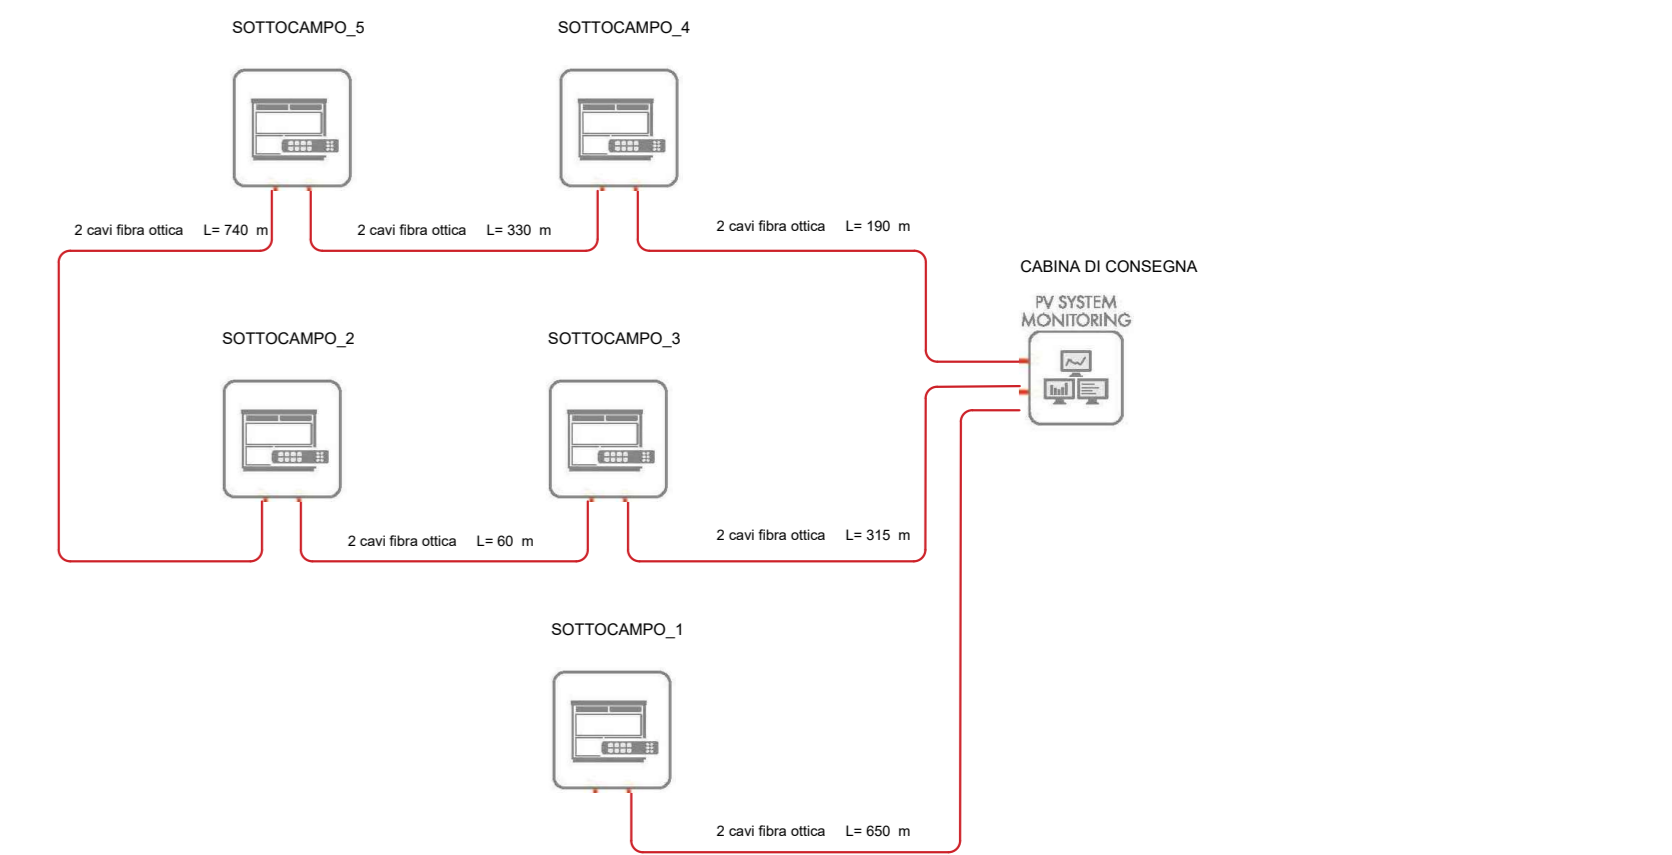 SOTTOCAMPO_5
SOTTOCAMPO_4
2 cavi fibra ottica L= 740 m
2 cavi fibra ottica L= 330 m
2 cavi fibra ottica L= 190 m
CABINA DI CONSEGNA
PV SYSTEM
MONITORING
SOTTOCAMPO_2
SOTTOCAMPO_3
2 cavi fibra ottica L= 60 m
2 cavi fibra ottica L= 315 m
SOTTOCAMPO_1
2 cavi fibra ottica L= 650 m